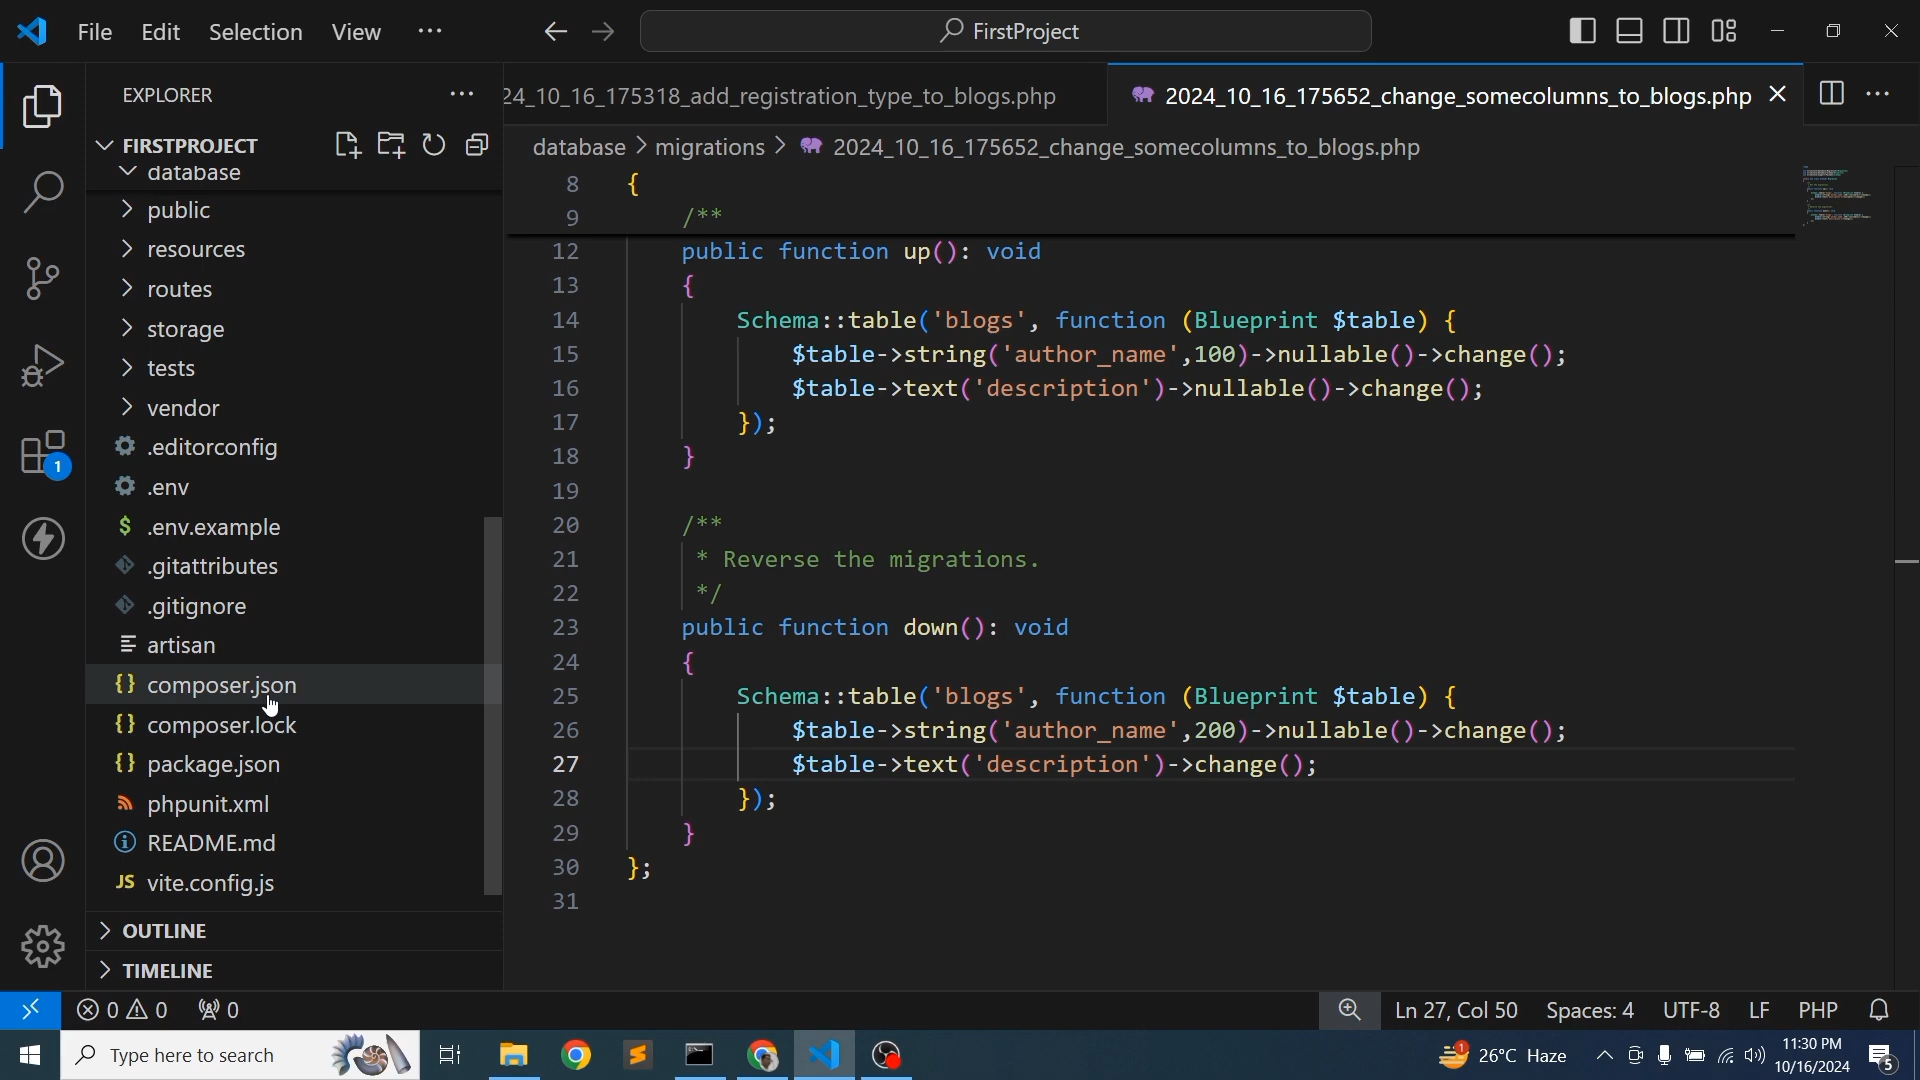 File Edit Selection View ···
FirstProject
EXPLORER ···
FIRSTPROJECT
database
public
resources
routes
storage
tests
vendor
.editorconfig
.env
$ .env.example
.gitattributes
.gitignore
artisan
{} composer.json
{} composer.lock
{} package.json
phpunit.xml
README.md
JS vite.config.js
OUTLINE
TIMELINE
1
24_10_16_175318_add_registration_type_to_blogs.php
2024_10_16_175652_change_somecolumns_to_blogs.php
database > migrations > 2024_10_16_175652_change_somecolumns_to_blogs.php
8 {
9 /**
12 public function up(): void
13 {
14 Schema::table('blogs', function (Blueprint $table) {
15 $table->string('author_name',100)->nullable()->change();
16 $table->text('description')->nullable()->change();
17 });
18 }
19
20 /**
21 * Reverse the migrations.
22 */
23 public function down(): void
24 {
25 Schema::table('blogs', function (Blueprint $table) {
26 $table->string('author_name',200)->nullable()->change();
27 $table->text('description')->change();
28 });
29 }
30 };
31
0 0 0
Ln 27, Col 50 Spaces: 4 UTF-8 LF PHP
Type here to search
1
26°C Haze
11:30 PM
10/16/2024
5